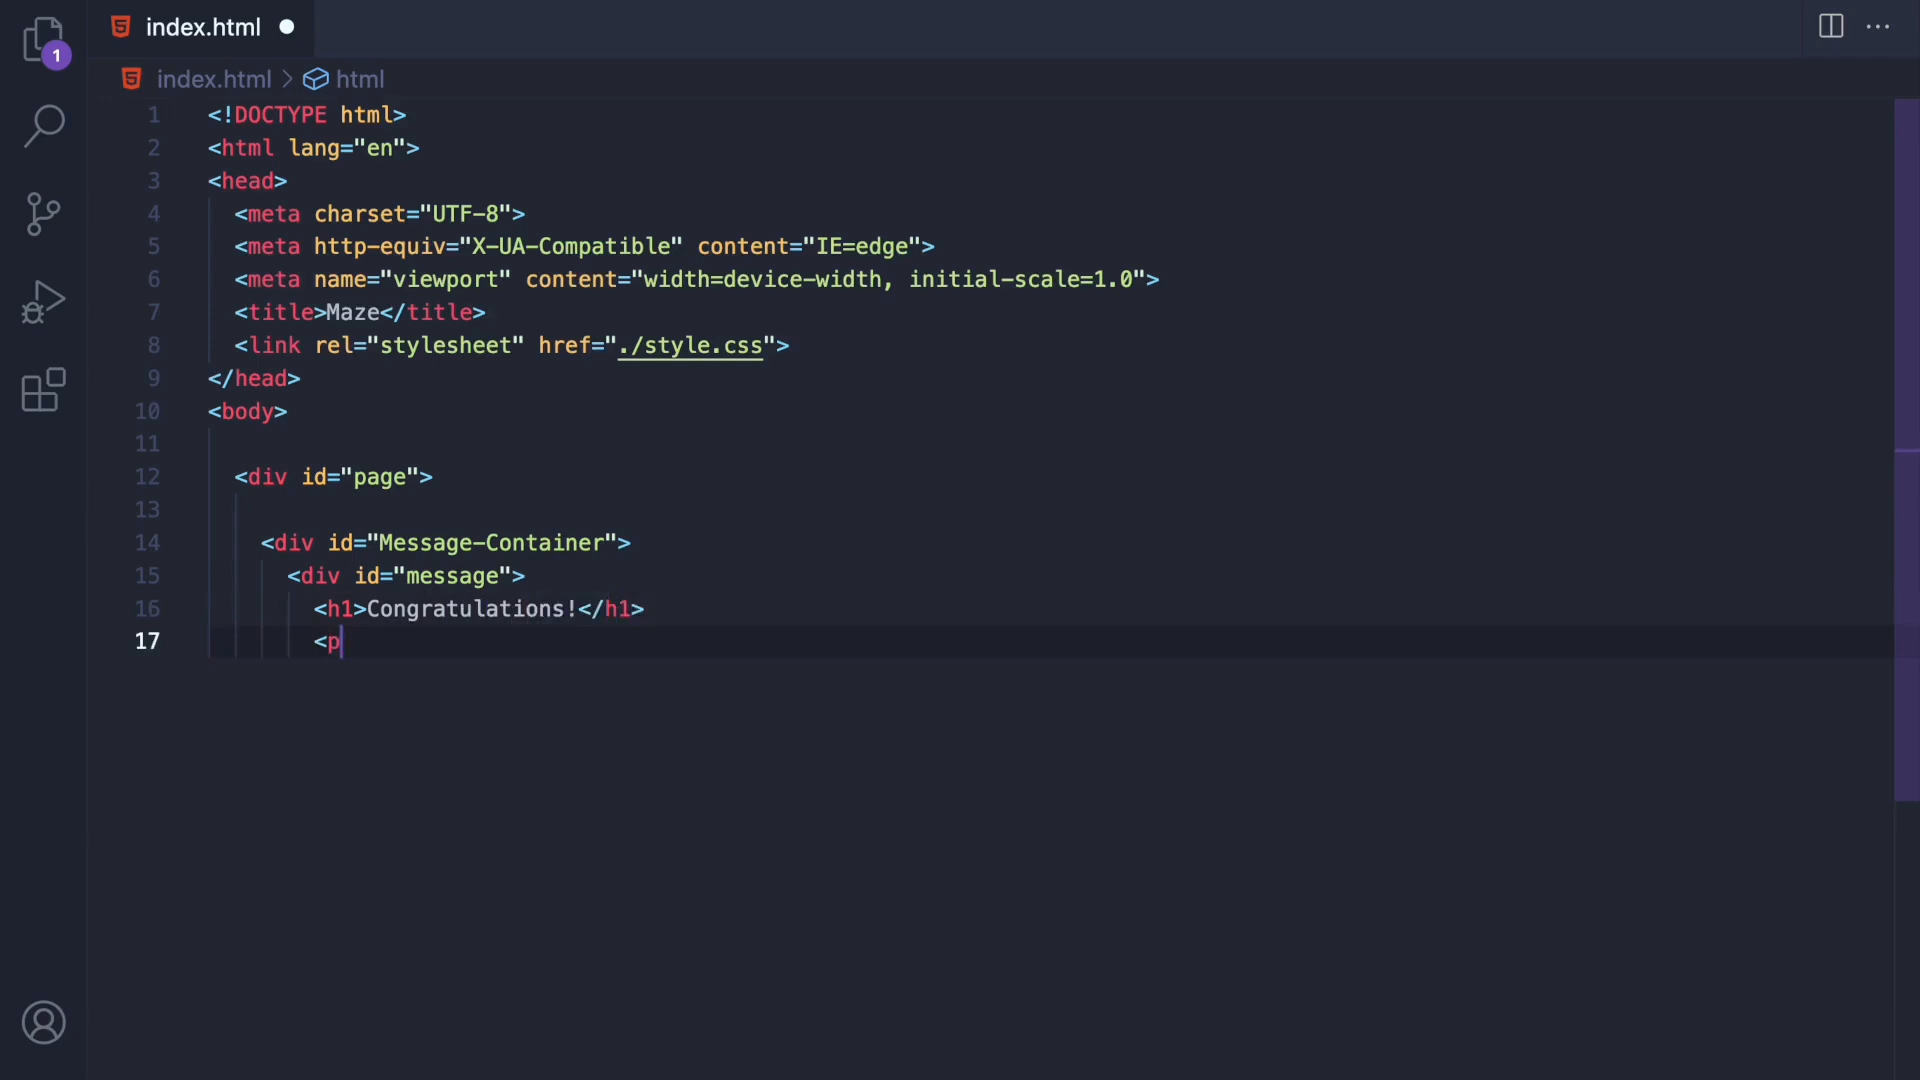 index.html
1
index.html > html
1 <!DOCTYPE html>
2 <html lang="en">
3 <head>
4 <meta charset="UTF-8">
5 <meta http-equiv="X-UA-Compatible" content="IE=edge">
6 <meta name="viewport" content="width=device-width, initial-scale=1.0">
7 <title>Maze</title>
8 <link rel="stylesheet" href="./style.css">
9 </head>
10 <body>
11
12 <div id="page">
13
14 <div id="Message-Container">
15 <div id="message">
16 <h1>Congratulations!</h1>
17 <p